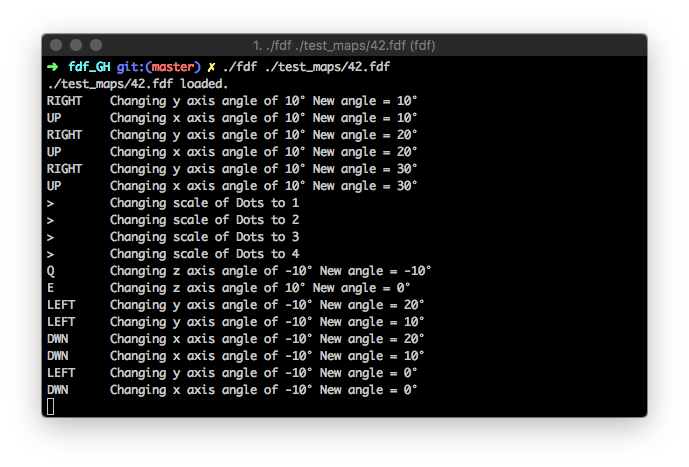 1. ./fdf ./test_maps/42.fdf (fdf)
➜ fdf_GH git:(master) ✗ ./fdf ./test_maps/42.fdf
./test_maps/42.fdf loaded.
RIGHT Changing y axis angle of 10° New angle = 10°
UP Changing x axis angle of 10° New angle = 10°
RIGHT Changing y axis angle of 10° New angle = 20°
UP Changing x axis angle of 10° New angle = 20°
RIGHT Changing y axis angle of 10° New angle = 30°
UP Changing x axis angle of 10° New angle = 30°
> Changing scale of Dots to 1
> Changing scale of Dots to 2
> Changing scale of Dots to 3
> Changing scale of Dots to 4
Q Changing z axis angle of -10° New angle = -10°
E Changing z axis angle of 10° New angle = 0°
LEFT Changing y axis angle of -10° New angle = 20°
LEFT Changing y axis angle of -10° New angle = 10°
DWN Changing x axis angle of -10° New angle = 20°
DWN Changing x axis angle of -10° New angle = 10°
LEFT Changing y axis angle of -10° New angle = 0°
DWN Changing x axis angle of -10° New angle = 0°